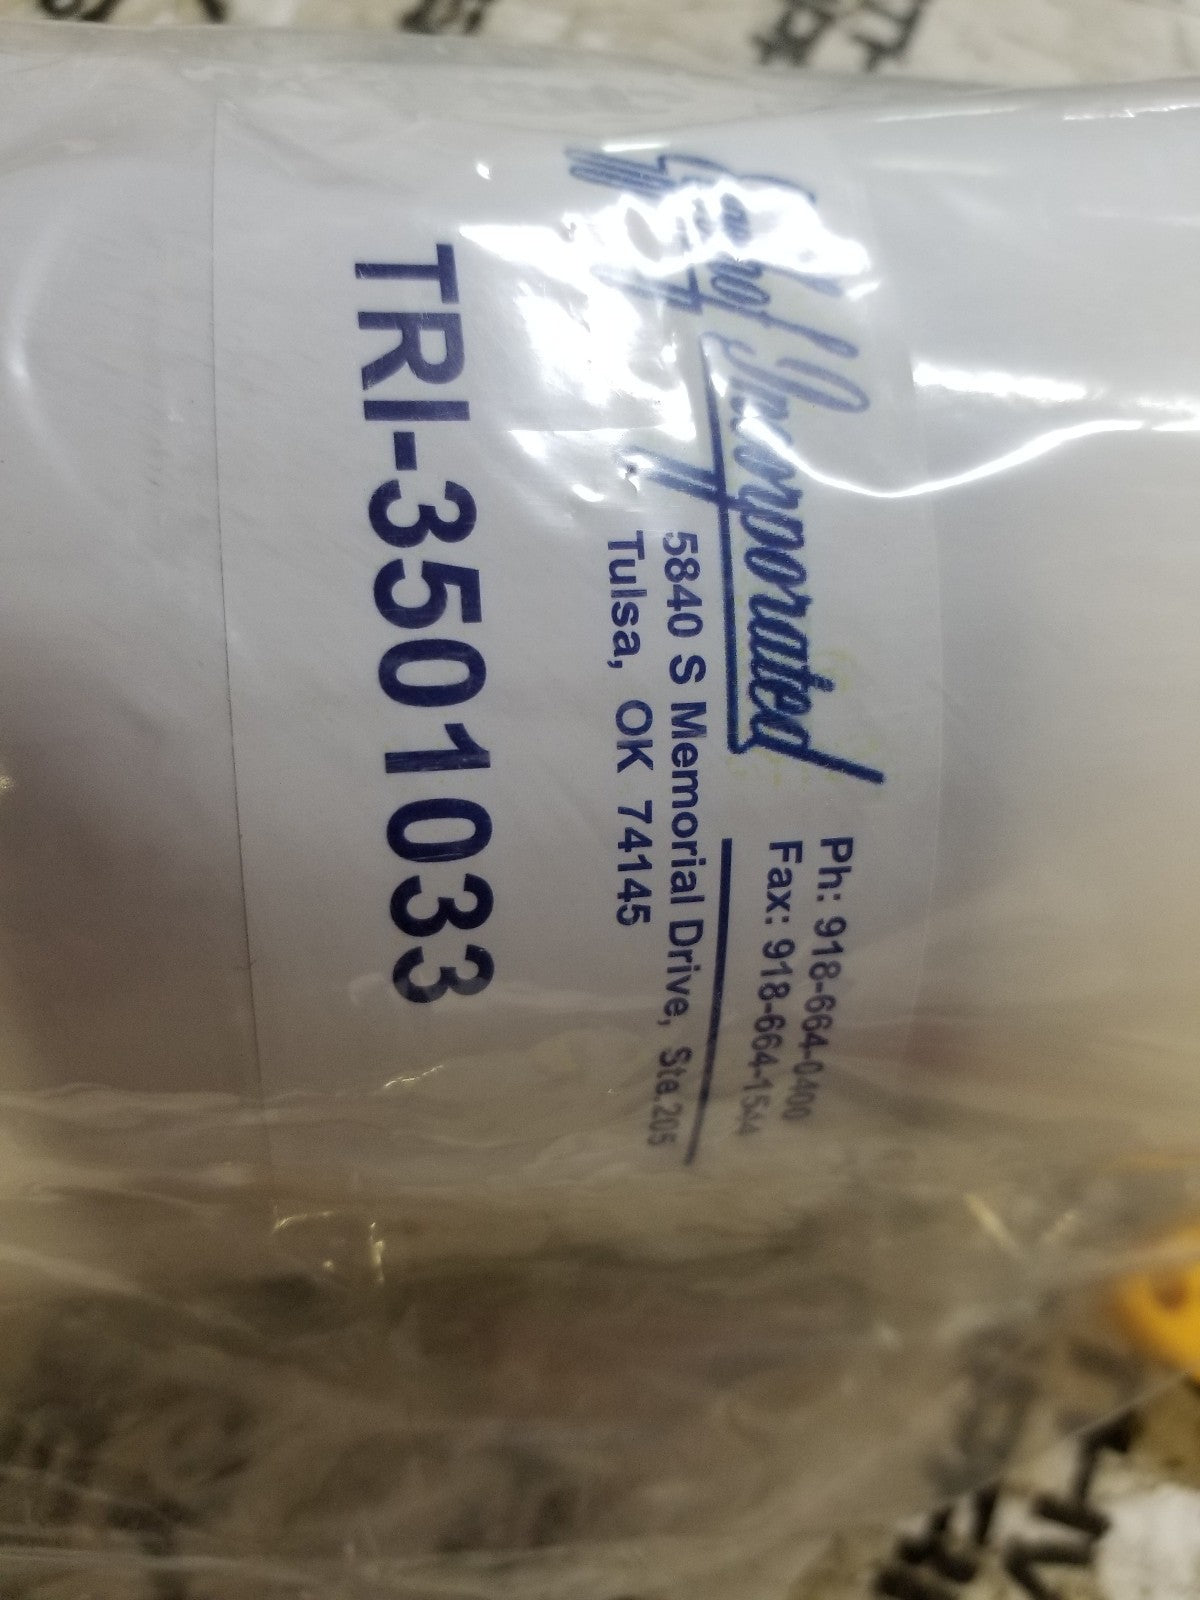 Incorporated
Ph: 918-664-0400
Fax: 918-664-1544
5840 S Memorial Drive, Ste.205
Tulsa, OK 74145
TRI-3501033